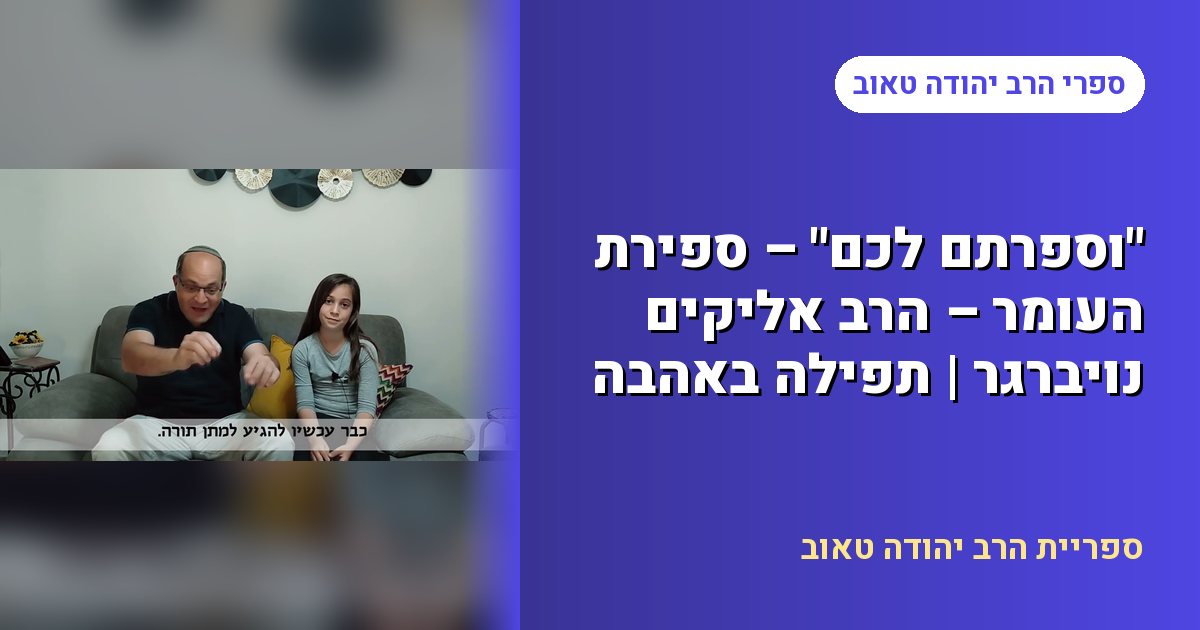 ספרי הרב יהודה טאוב
"וספרתם לכם" – ספירת
העומר – הרב אליקים
נויברגר | תפילה באהבה
כבר עכשיו להגיע למתן תורה.
ספריית הרב יהודה טאוב